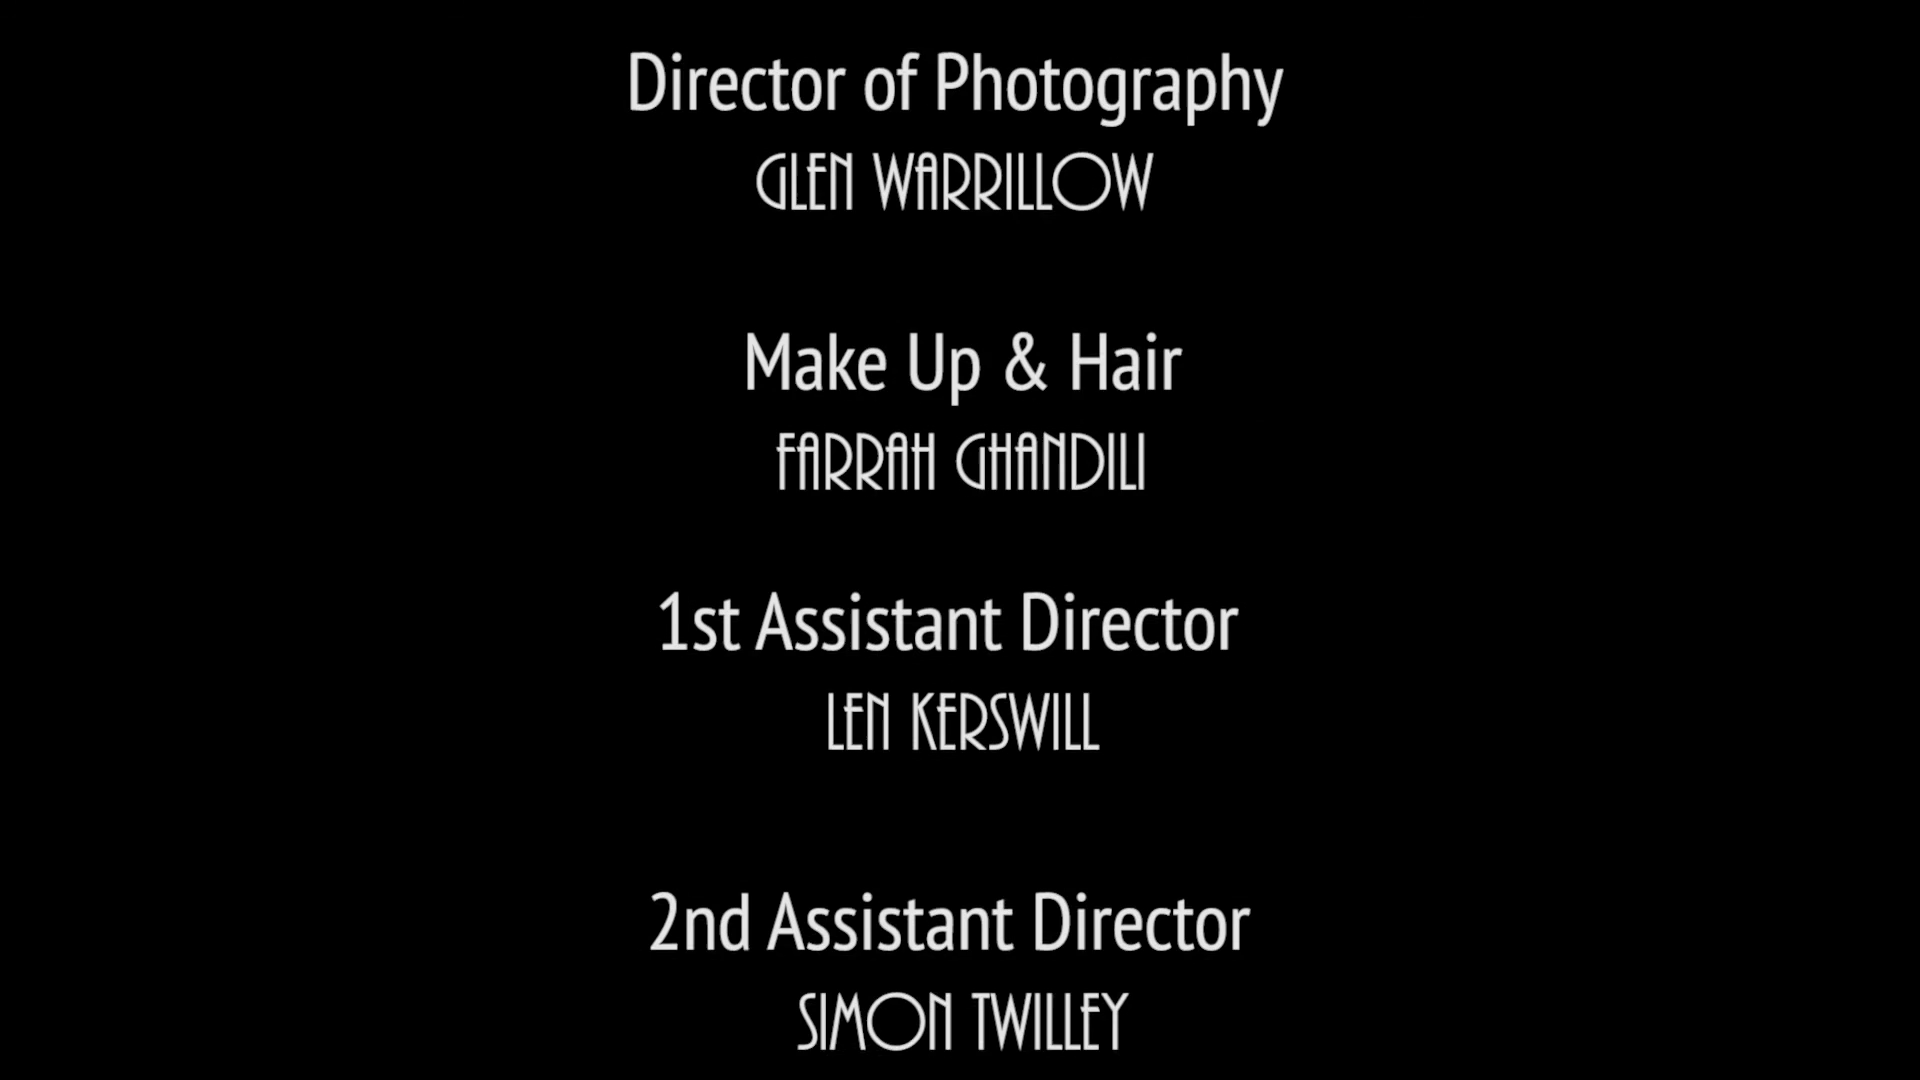 Director of Photography
GLEN WARRILLOW
Make Up & Hair
FARRAH GHANDILI
1st Assistant Director
LEN KERSWILL
2nd Assistant Director
SIMON TWILLEY